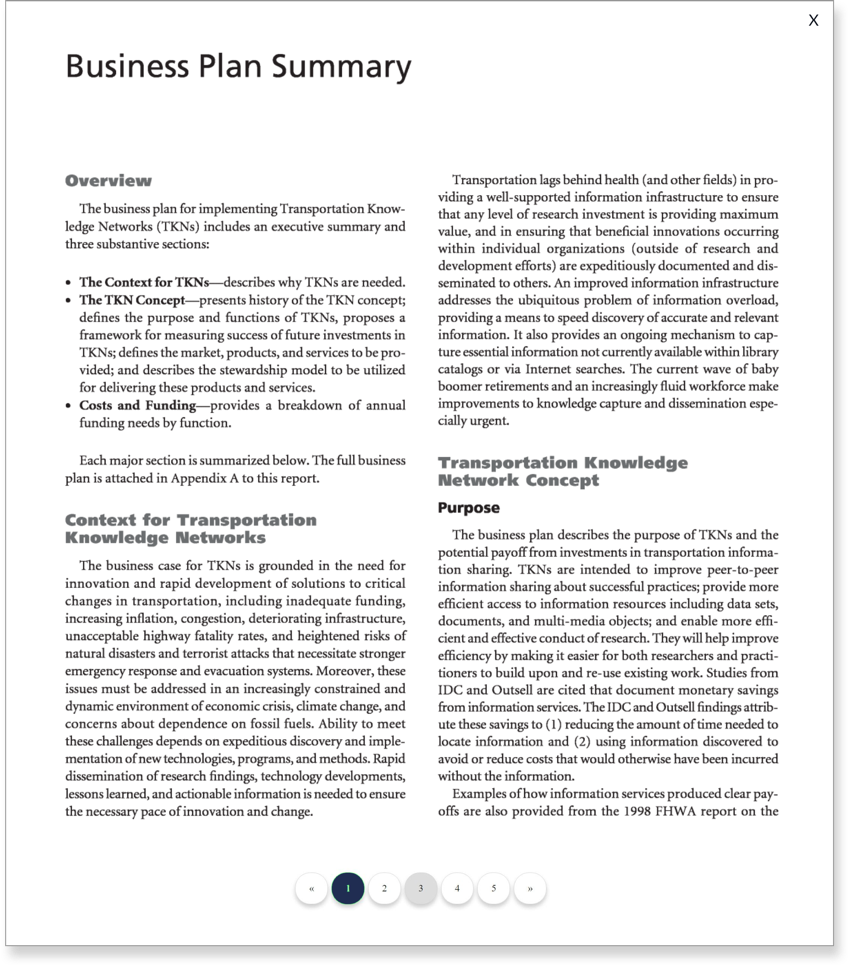 X
Business Plan Summary
Overview
The business plan for implementing Transportation Know-
ledge Networks (TKNs) includes an executive summary and
three substantive sections:
• The Context for TKNs—describes why TKNs are needed.
• The TKN Concept—presents history of the TKN concept;
defines the purpose and functions of TKNs, proposes a
framework for measuring success of future investments in
TKNs; defines the market, products, and services to be pro-
vided; and describes the stewardship model to be utilized
for delivering these products and services.
• Costs and Funding—provides a breakdown of annual
funding needs by function.
Each major section is summarized below. The full business
plan is attached in Appendix A to this report.
Context for Transportation
Knowledge Networks
The business case for TKNs is grounded in the need for
innovation and rapid development of solutions to critical
changes in transportation, including inadequate funding,
increasing inflation, congestion, deteriorating infrastructure,
unacceptable highway fatality rates, and heightened risks of
natural disasters and terrorist attacks that necessitate stronger
emergency response and evacuation systems. Moreover, these
issues must be addressed in an increasingly constrained and
dynamic environment of economic crisis, climate change, and
concerns about dependence on fossil fuels. Ability to meet
these challenges depends on expeditious discovery and imple-
mentation of new technologies, programs, and methods. Rapid
dissemination of research findings, technology developments,
lessons learned, and actionable information is needed to ensure
the necessary pace of innovation and change.
Transportation lags behind health (and other fields) in pro-
viding a well-supported information infrastructure to ensure
that any level of research investment is providing maximum
value, and in ensuring that beneficial innovations occurring
within individual organizations (outside of research and
development efforts) are expeditiously documented and dis-
seminated to others. An improved information infrastructure
addresses the ubiquitous problem of information overload,
providing a means to speed discovery of accurate and relevant
information. It also provides an ongoing mechanism to cap-
ture essential information not currently available within library
catalogs or via Internet searches. The current wave of baby
boomer retirements and an increasingly fluid workforce make
improvements to knowledge capture and dissemination espe-
cially urgent.
Transportation Knowledge
Network Concept
Purpose
The business plan describes the purpose of TKNs and the
potential payoff from investments in transportation informa-
tion sharing. TKNs are intended to improve peer-to-peer
information sharing about successful practices; provide more
efficient access to information resources including data sets,
documents, and multi-media objects; and enable more effi-
cient and effective conduct of research. They will help improve
efficiency by making it easier for both researchers and practi-
tioners to build upon and re-use existing work. Studies from
IDC and Outsell are cited that document monetary savings
from information services. The IDC and Outsell findings attrib-
ute these savings to (1) reducing the amount of time needed to
locate information and (2) using information discovered to
avoid or reduce costs that would otherwise have been incurred
without the information.
Examples of how information services produced clear pay-
offs are also provided from the 1998 FHWA report on the
« 1 2 3 4 5 »